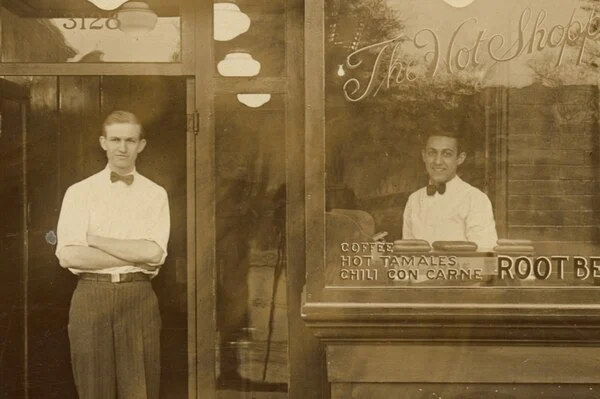 3128
The Hot Shopp
COFFEE
HOT TAMALES
CHILI CON CARNE ROOT BE